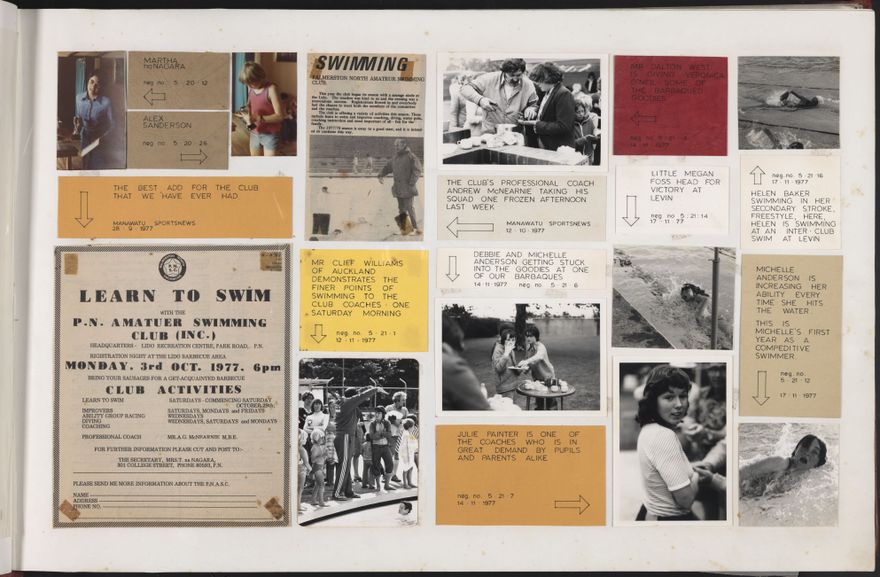 MARTHA
naNAGARA
neg no 5 · 20 · 12
ALEX
SANDERSON
neg no 5 20 26
THE BEST ADD FOR THE CLUB
THAT WE HAVE EVER HAD
MANAWATU SPORTSNEWS
28 · 9 · 1977
LEARN TO SWIM
WITH THE
P.N. AMATUER SWIMMING
CLUB (INC.)
HEADQUARTERS - LIDO RECREATION CENTRE, PARK ROAD, P.N.
REGISTRATION NIGHT AT THE LIDO BARBECUE AREA
MONDAY, 3rd OCT. 1977, 6pm
BRING YOUR SAUSAGES FOR A GET-ACQUAINTED BARBECUE
CLUB ACTIVITIES
LEARN TO SWIM SATURDAYS - COMMENCING SATURDAY
OCTOBER 29th
IMPROVERS SATURDAYS, MONDAYS and FRIDAYS
ABILITY GROUP RACING WEDNESDAYS
DIVING WEDNESDAYS, SATURDAYS and MONDAYS
COACHING
PROFESSIONAL COACH MR.A.G. McNEARNIE M.B.E.
FOR FURTHER INFORMATION PLEASE CUT AND POST TO:-
THE SECRETARY, MRS.T. na NAGARA,
201 COLLEGE STREET, PHONE 80193, P.N.
PLEASE SEND ME MORE INFORMATION ABOUT THE P.N.A.S.C.
NAME
ADDRESS
PHONE NO.
SWIMMING
PALMERSTON NORTH AMATEUR SWIMMING
CLUB
MR CLIFF WILLIAMS
OF AUCKLAND
DEMONSTRATES THE
FINER POINTS OF
SWIMMING TO THE
CLUB COACHES · ONE
SATURDAY MORNING
neg no. 5 · 21 · 1
12 · 11 · 1977
THE CLUB'S PROFESSIONAL COACH
ANDREW McNEARNIE TAKING HIS
SQUAD ONE FROZEN AFTERNOON
LAST WEEK
MANAWATU SPORTSNEWS
12 · 10 · 1977
DEBBIE AND MICHELLE
ANDERSON GETTING STUCK
INTO THE GOODIES AT ONE
OF OUR BARBAQUES
14 · 11 · 1977 neg no · 5 · 21 · 6
JULIE PAINTER IS ONE OF
THE COACHES WHO IS IN
GREAT DEMAND BY PUPILS
AND PARENTS ALIKE
neg no. 5 · 21 · 7
14 · 11 · 1977
MR DALTON WEST
IS GIVING VERONICA
O'NEIL SOME OF
THE BARBAQUED
GOODIES
LITTLE MEGAN
FOSS HEAD FOR
VICTORY AT
LEVIN
neg no 5 : 21 : 14
17 · 11 · 77
neg. no · 5 · 21 · 16
17 · 11 · 1977
HELEN BAKER
SWIMMING IN HER
SECONDARY STROKE,
FREESTYLE, HERE,
HELEN IS SWIMMING
AT AN INTER · CLUB
SWIM AT LEVIN
MICHELLE
ANDERSON IS
INCREASING HER
ABILITY EVERY
TIME SHE HITS
THE WATER
THIS IS
MICHELLE'S FIRST
YEAR AS A
COMPEDITIVE
SWIMMER
neg. no.
5 · 21 · 12
17 · 11 · 1977